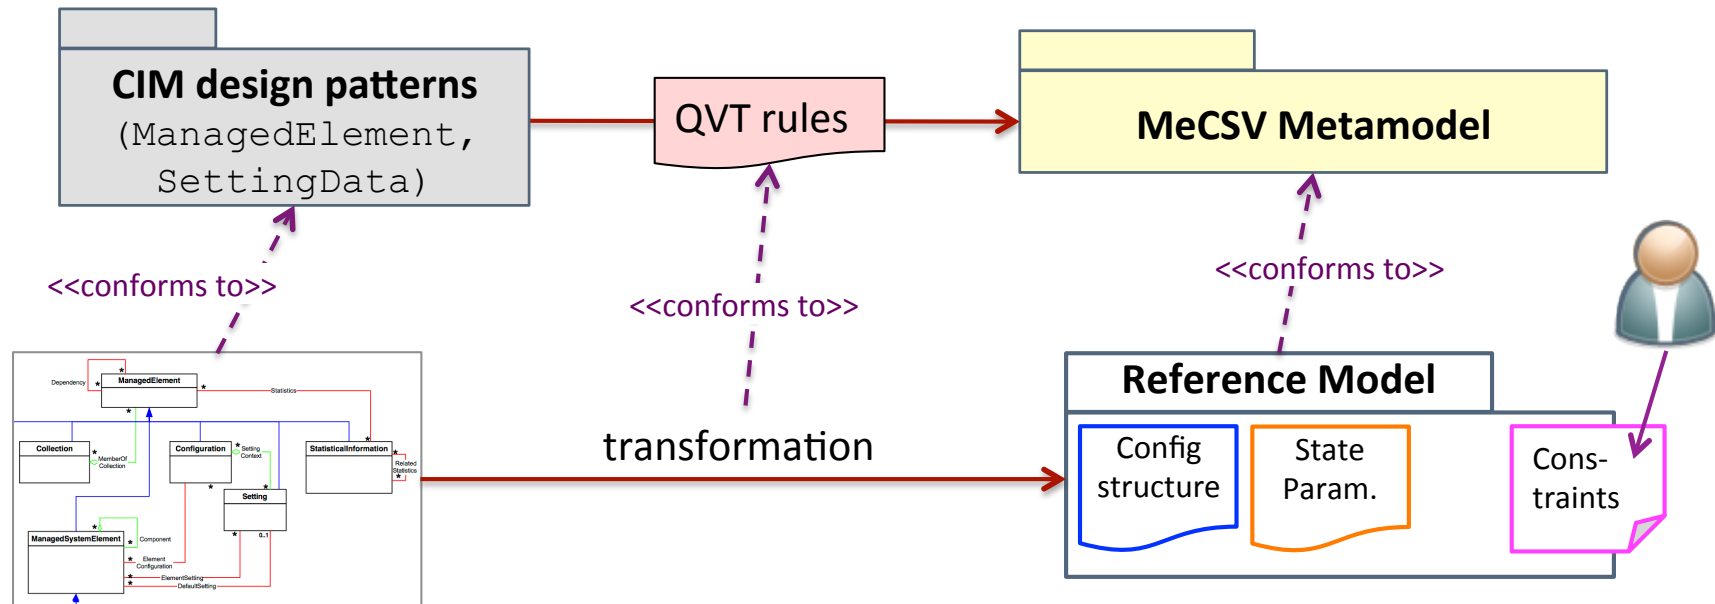 CIM design patterns
(ManagedElement,
SettingData)
QVT rules
MeCSV Metamodel
<<conforms to>>
<<conforms to>>
<<conforms to>>
ManagedElement
Dependency
*
*
*
*
Statistics
Collection
*
MemberOf
Collection
Configuration
*
*
Setting
Context
*
StatisticalInformation
*
*
*
Related
Statistics
Setting
*
0..1
ManagedSystemElement
*
*
Component
*
Element
Configuration
*
ElementSetting
*
DefaultSetting
transformation
Reference Model
Config
structure
State
Param.
Cons-
traints